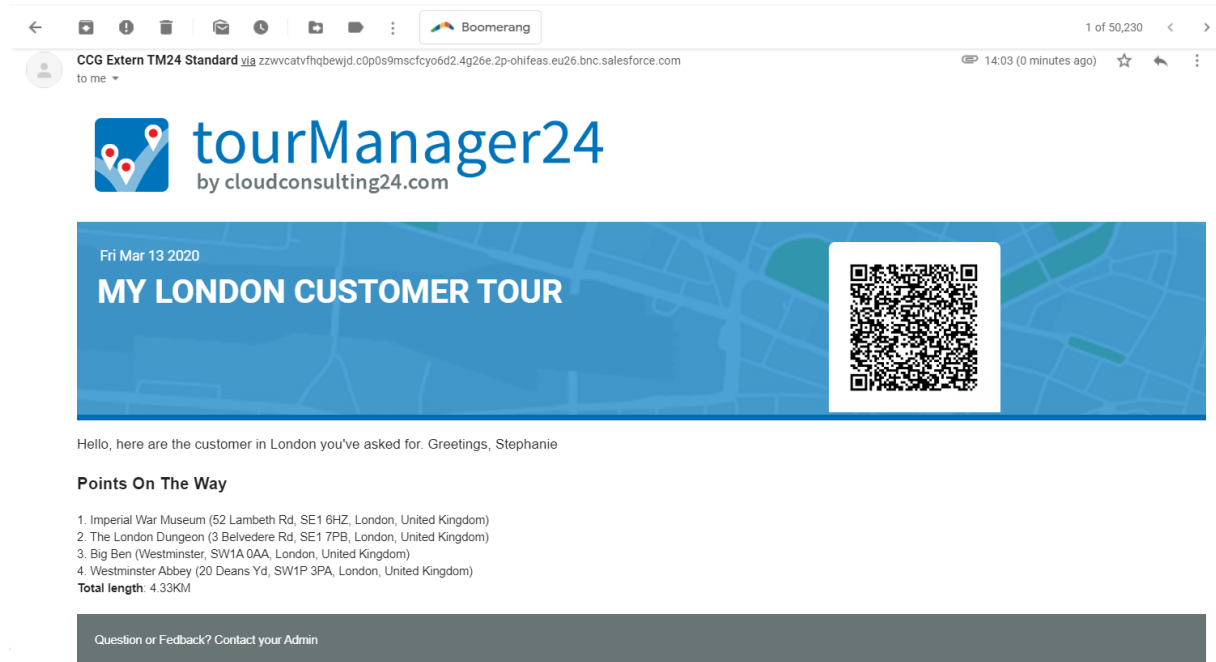 Boomerang
1 of 50,230
CCG Extern TM24 Standard via zzwvcatvfhqbewjd.c0p0s9mscfcyo6d2.4g26e.2p-ohifeas.eu26.bnc.salesforce.com
14:03 (0 minutes ago)
to me
tourManager24
by cloudconsulting24.com
Fri Mar 13 2020
MY LONDON CUSTOMER TOUR
Hello, here are the customer in London you've asked for. Greetings, Stephanie
Points On The Way
1. Imperial War Museum (52 Lambeth Rd, SE1 6HZ, London, United Kingdom)
2. The London Dungeon (3 Belvedere Rd, SE1 7PB, London, United Kingdom)
3. Big Ben (Westminster, SW1A 0AA, London, United Kingdom)
4. Westminster Abbey (20 Deans Yd, SW1P 3PA, London, United Kingdom)
Total length: 4.33KM
Question or Fedback? Contact your Admin